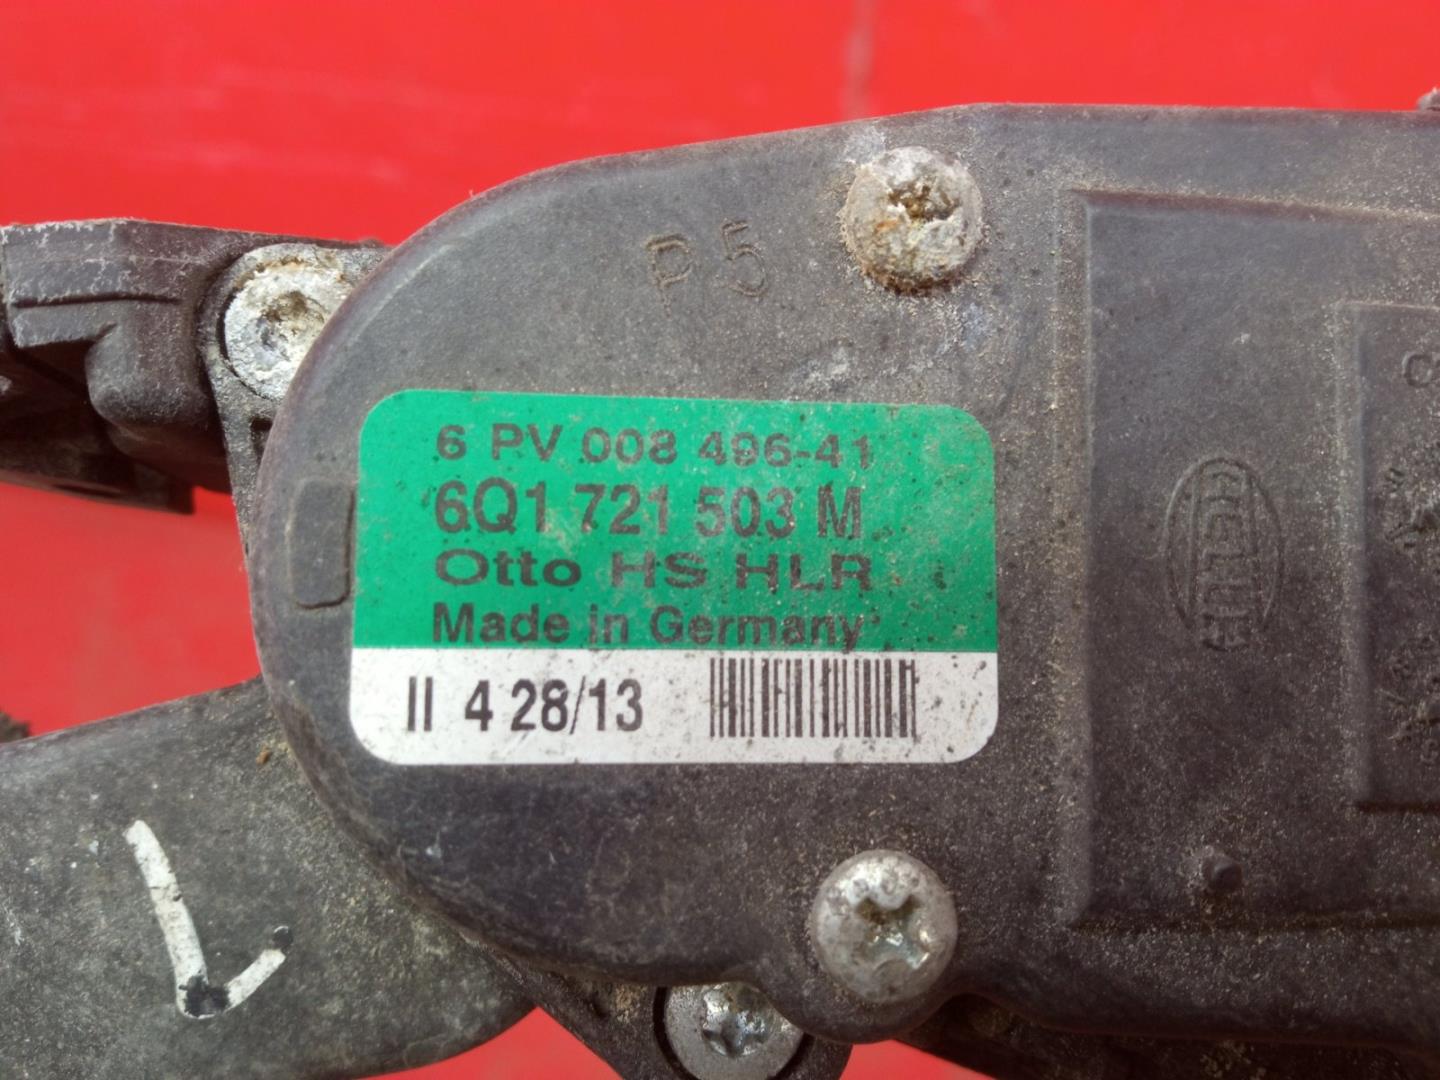 P5
6 PV 008 496-41
6Q1 721 503 M
Otto HS HLR
Made in Germany
II 4 28/13
HELLA